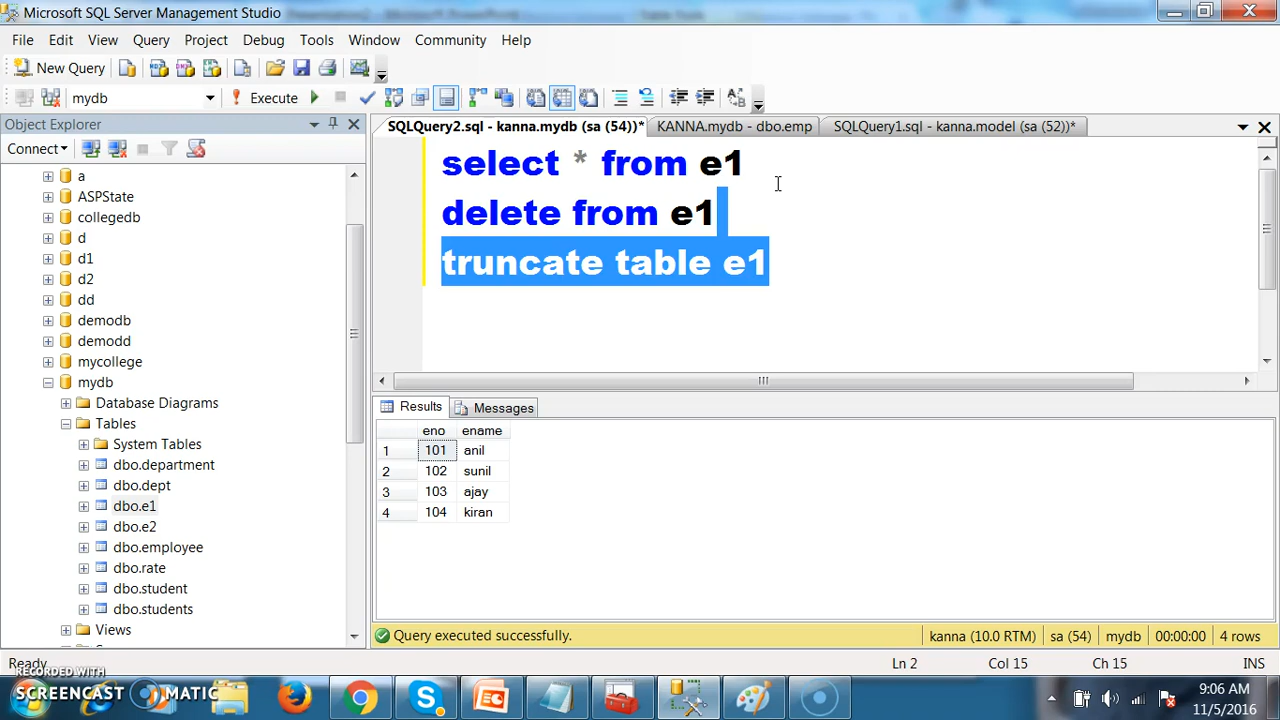 Microsoft SQL Server Management Studio
File Edit View Query Project Debug Tools Window Community Help
New Query
mydb Execute
Object Explorer
SQLQuery2.sql - kanna.mydb (sa (54))* KANNA.mydb - dbo.emp SQLQuery1.sql - kanna.model (sa (52))*
Connect
a
ASPState
collegedb
d
d1
d2
dd
demodb
demodd
mycollege
mydb
Database Diagrams
Tables
System Tables
dbo.department
dbo.dept
dbo.e1
dbo.e2
dbo.employee
dbo.rate
dbo.student
dbo.students
Views
select * from e1
delete from e1
truncate table e1
Results Messages
eno ename
1 101 anil
2 102 sunil
3 103 ajay
4 104 kiran
Query executed successfully. kanna (10.0 RTM) sa (54) mydb 00:00:00 4 rows
Ready Ln 2 Col 15 Ch 15 INS
RECORDED WITH
SCREENCAST MATIC
9:06 AM
11/5/2016